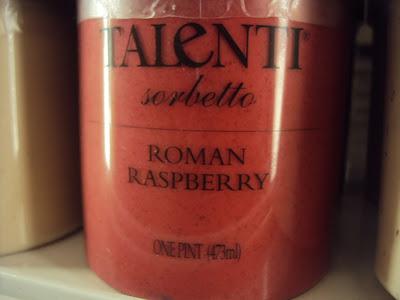 TALENTI®
sorbetto
ROMAN
RASPBERRY
ONE PINT (473ml)